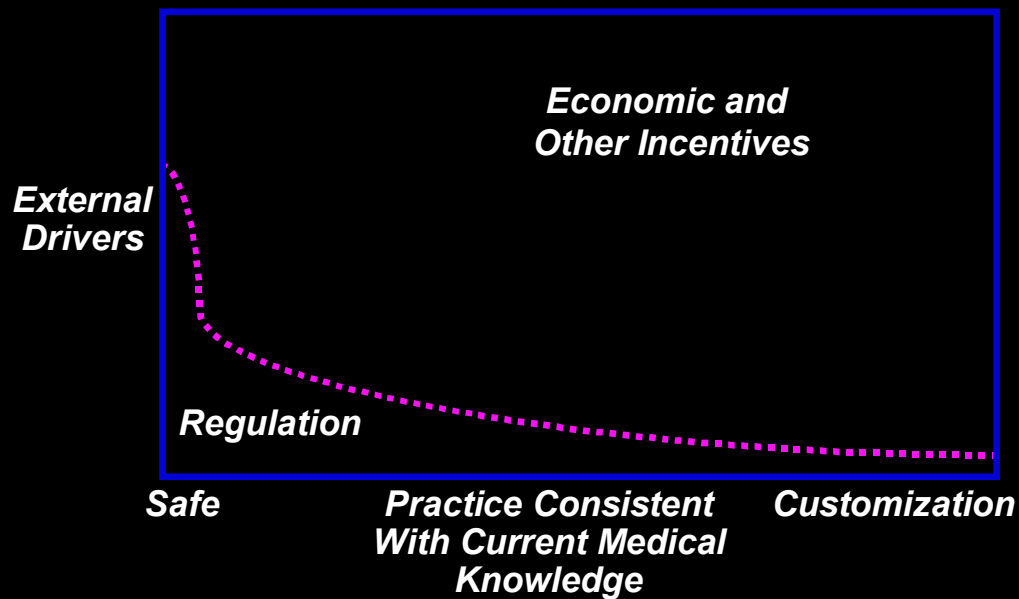 Economic and
Other Incentives
External
Drivers
Regulation
Safe
Practice Consistent
With Current Medical
Knowledge
Customization